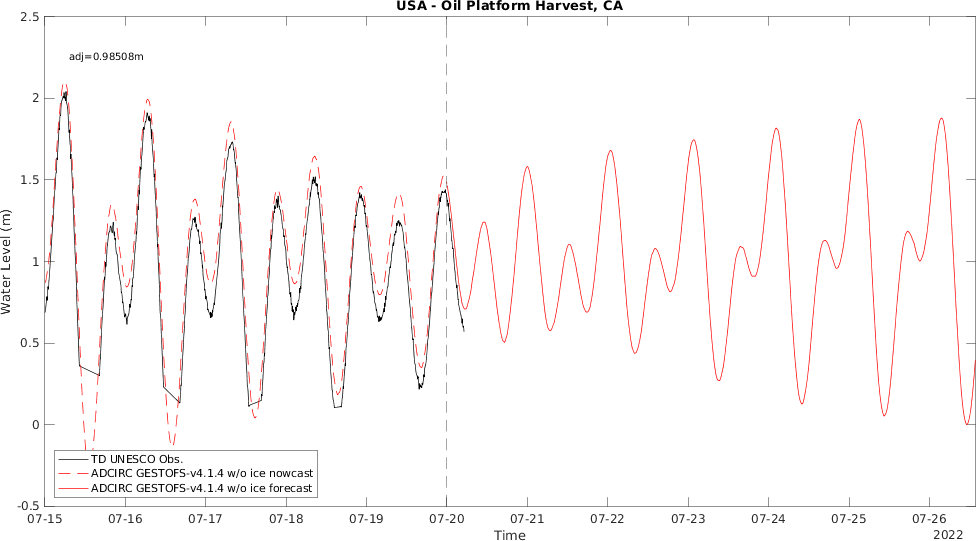 USA - Oil Platform Harvest, CA
adj=0.98508m
Water Level (m)
2.5
2
1.5
1
0.5
0
-0.5
TD UNESCO Obs.
ADCIRC GESTOFS-v4.1.4 w/o ice nowcast
ADCIRC GESTOFS-v4.1.4 w/o ice forecast
07-15 07-16 07-17 07-18 07-19 07-20 07-21 07-22 07-23 07-24 07-25 07-26
Time
2022